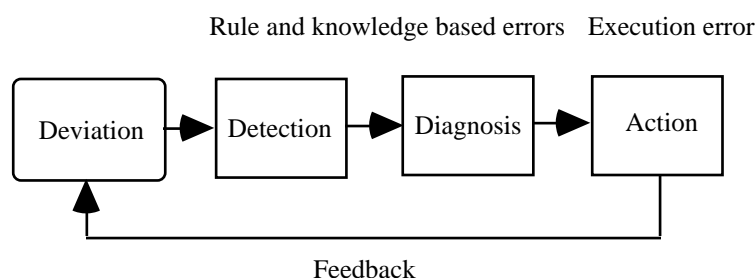 Rule and knowledge based errors Execution error
Deviation Detection Diagnosis Action
Feedback